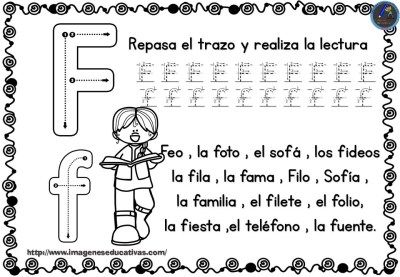 F
Repasa el trazo y realiza la lectura
F F F F F F F F F F
f f f f f f f f f f
f
Feo , la foto , el sofá , los fideos
la fila , la fama , Filo , Sofía ,
la familia , el filete , el folio,
la fiesta ,el teléfono , la fuente.
http://www.imageneseducativas.com/